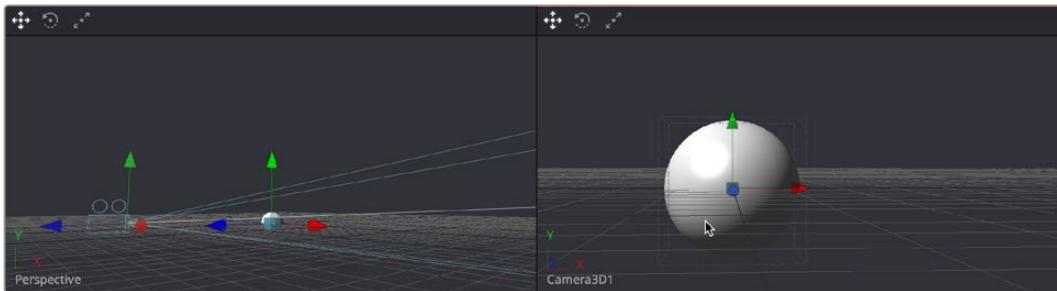 Y
X
Perspective
Y
Z X
Camera3D1